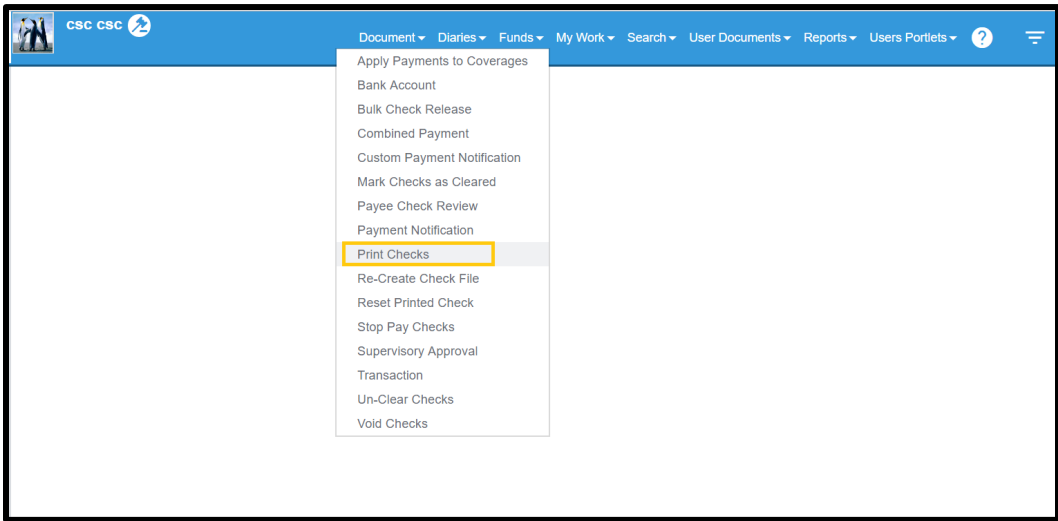 csc csc
Document Diaries Funds My Work Search User Documents Reports Users Portlets ?
Apply Payments to Coverages
Bank Account
Bulk Check Release
Combined Payment
Custom Payment Notification
Mark Checks as Cleared
Payee Check Review
Payment Notification
Print Checks
Re-Create Check File
Reset Printed Check
Stop Pay Checks
Supervisory Approval
Transaction
Un-Clear Checks
Void Checks